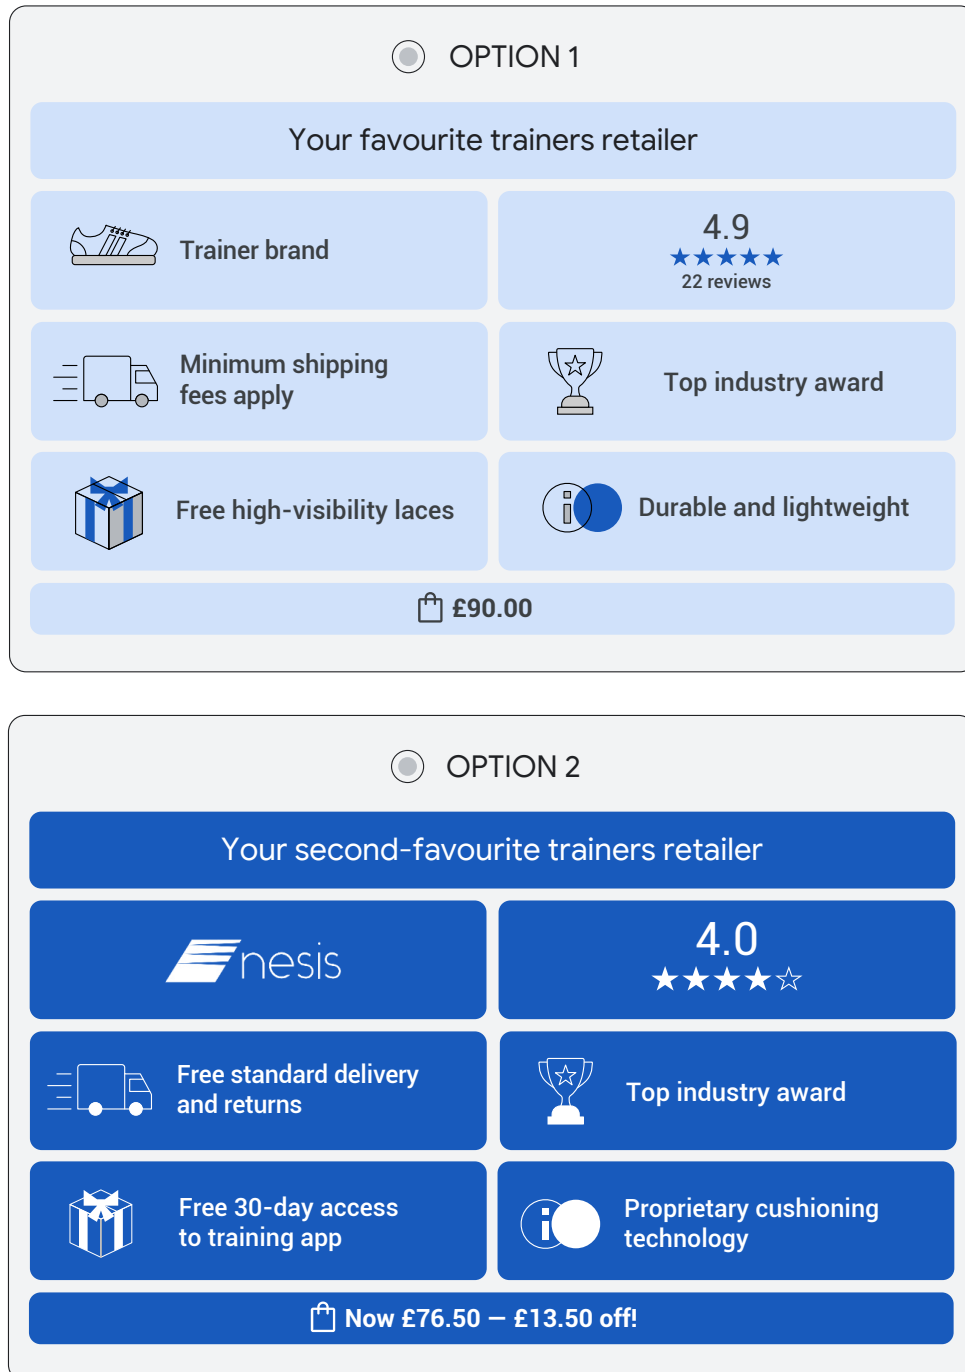 OPTION 1
Your favourite trainers retailer
Trainer brand
4.9
22 reviews
Minimum shipping
fees apply
Top industry award
Free high-visibility laces
Durable and lightweight
£90.00
OPTION 2
Your second-favourite trainers retailer
Enesis
4.0
Free standard delivery
and returns
Top industry award
Free 30-day access
to training app
Proprietary cushioning
technology
Now £76.50 — £13.50 off!